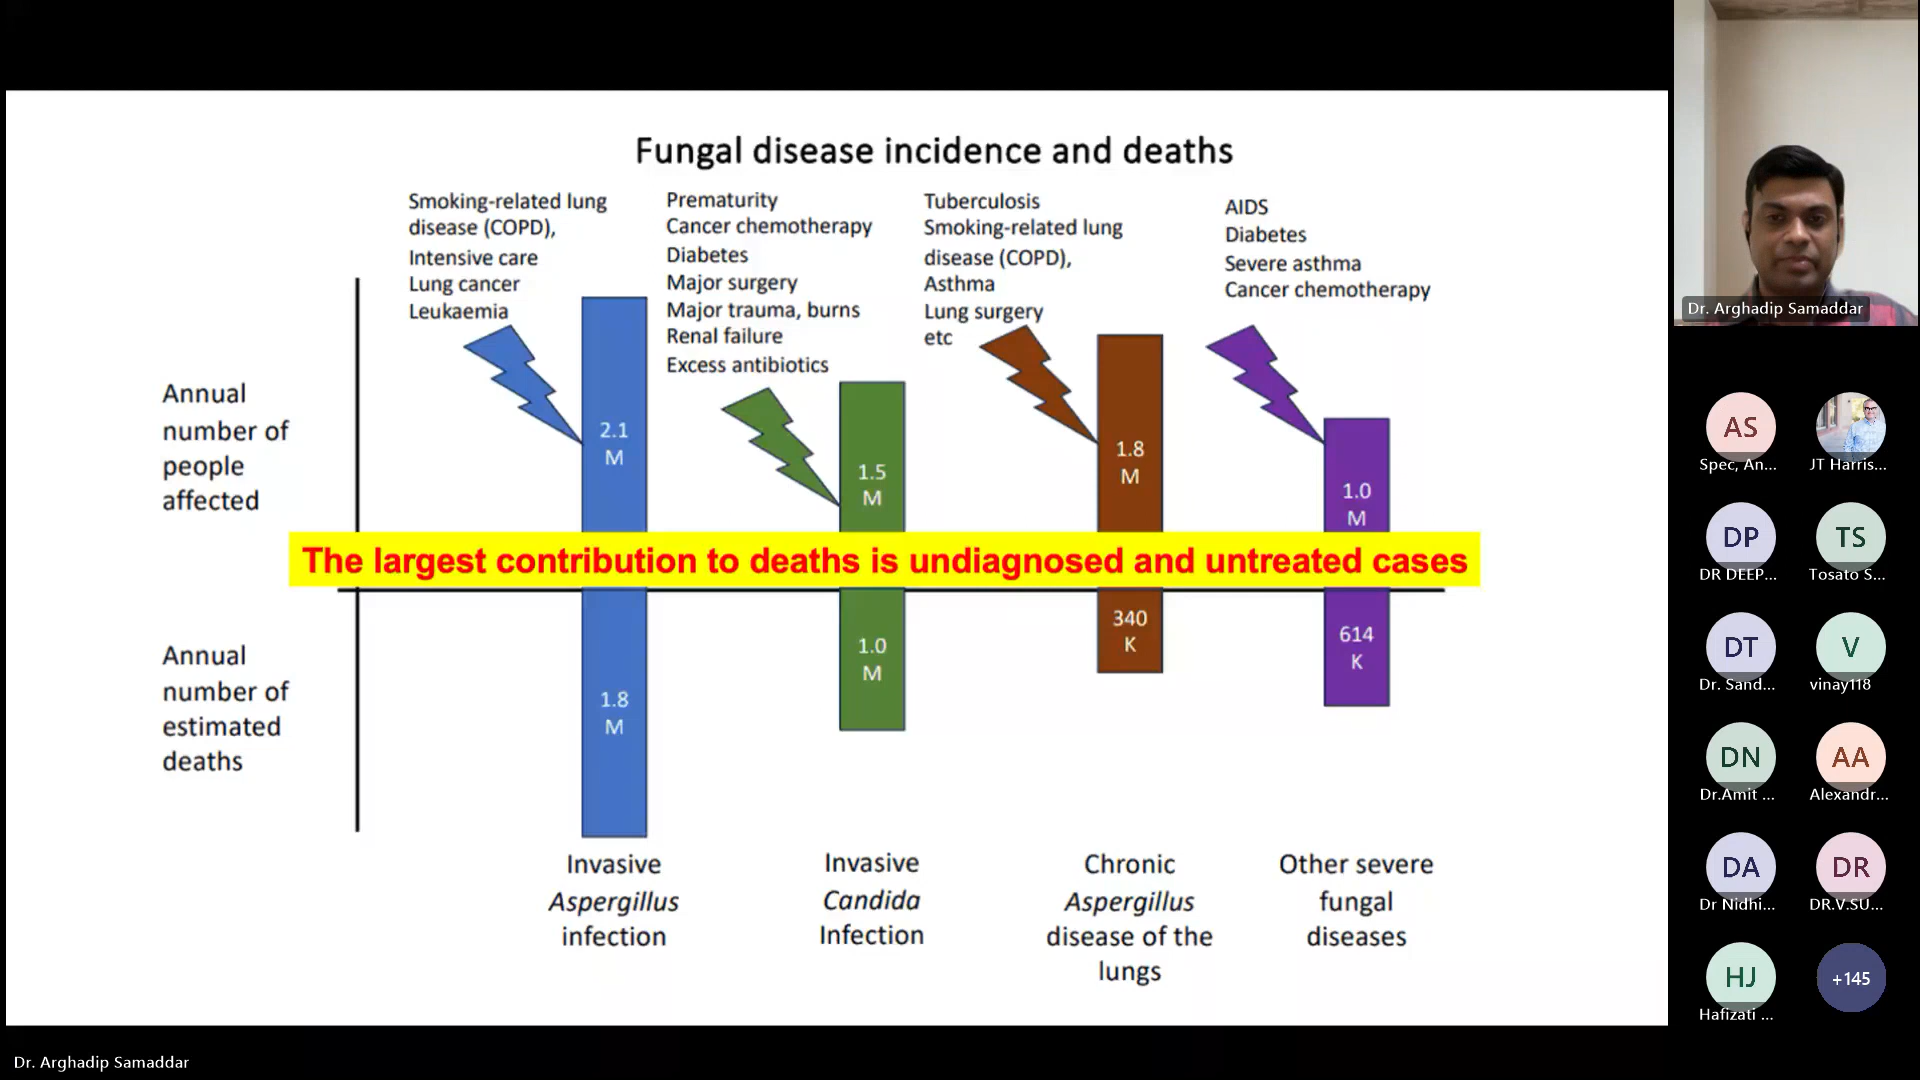 Fungal disease incidence and deaths
Smoking-related lung
disease (COPD),
Intensive care
Lung cancer
Leukaemia
Prematurity
Cancer chemotherapy
Diabetes
Major surgery
Major trauma, burns
Renal failure
Excess antibiotics
Tuberculosis
Smoking-related lung
disease (COPD),
Asthma
Lung surgery
etc
AIDS
Diabetes
Severe asthma
Cancer chemotherapy
Annual
number of
people
affected
2.1
M
1.5
M
1.8
M
1.0
M
The largest contribution to deaths is undiagnosed and untreated cases
Annual
number of
estimated
deaths
1.8
M
1.0
M
340
K
614
K
Invasive
Aspergillus
infection
Invasive
Candida
Infection
Chronic
Aspergillus
disease of the
lungs
Other severe
fungal
diseases
Dr. Arghadip Samaddar
AS
Spec, An...
JT Harris...
DP
DR DEEP...
TS
Tosato S...
DT
Dr. Sand...
V
vinay118
DN
Dr.Amit ...
AA
Alexandr...
DA
Dr Nidhi...
DR
DR.V.SU...
HJ
Hafizati ...
+145
Dr. Arghadip Samaddar